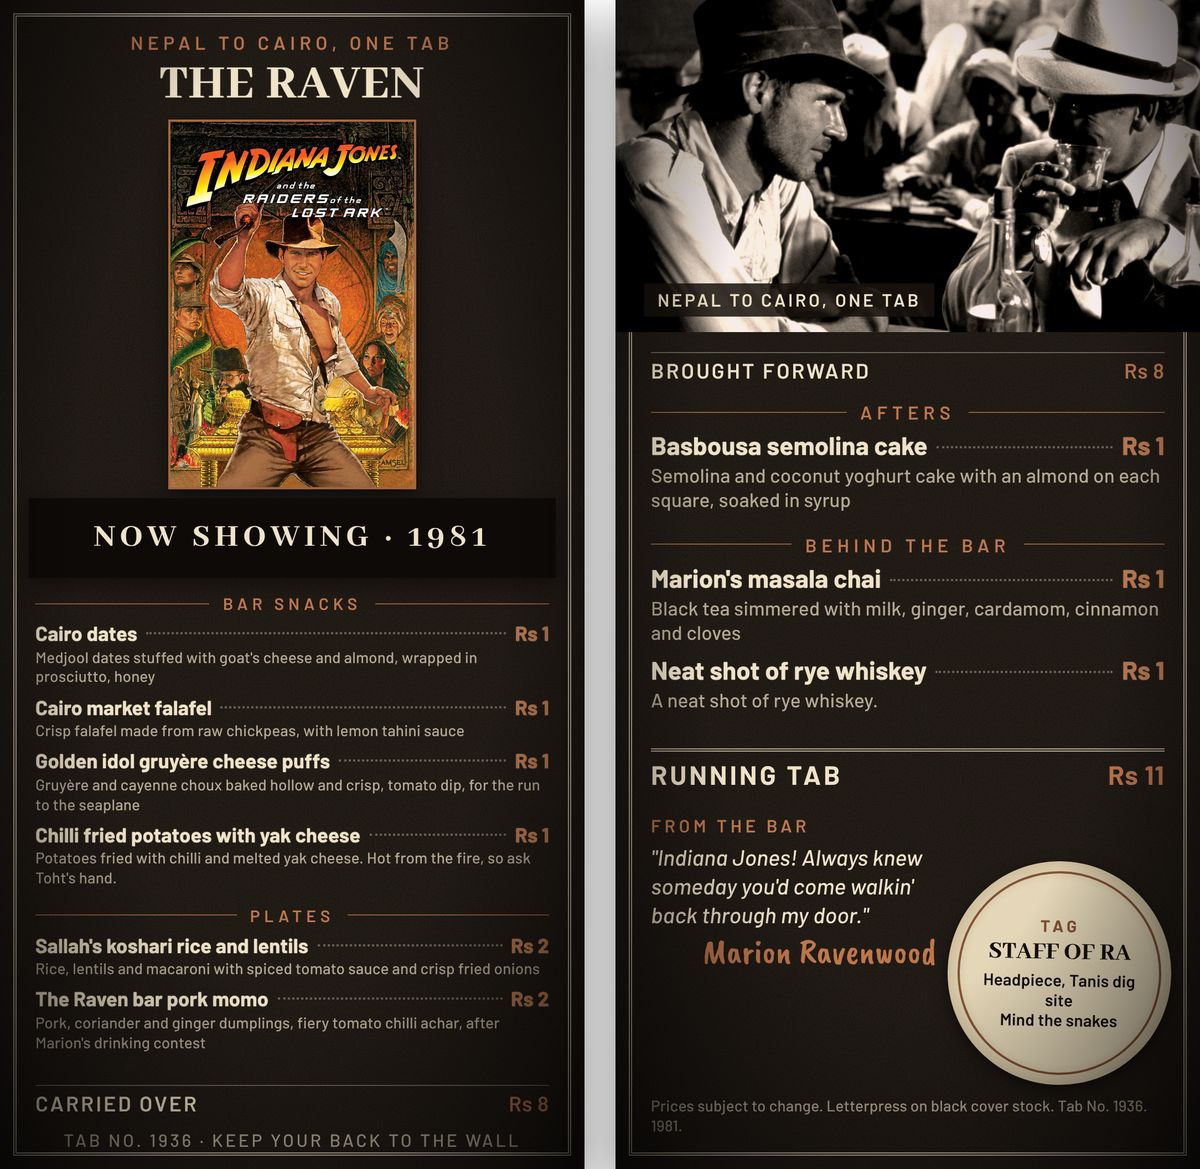 NEPAL TO CAIRO, ONE TAB
THE RAVEN
INDIANA JONES
and the
RAIDERS of the
LOST ARK
AMSEL
NOW SHOWING · 1981
BAR SNACKS
Cairo dates Rs 1
Medjool dates stuffed with goat's cheese and almond, wrapped in
prosciutto, honey
Cairo market falafel Rs 1
Crisp falafel made from raw chickpeas, with lemon tahini sauce
Golden idol gruyère cheese puffs Rs 1
Gruyère and cayenne choux baked hollow and crisp, tomato dip, for the run
to the seaplane
Chilli fried potatoes with yak cheese Rs 1
Potatoes fried with chilli and melted yak cheese. Hot from the fire, so ask
Toht's hand.
PLATES
Sallah's koshari rice and lentils Rs 2
Rice, lentils and macaroni with spiced tomato sauce and crisp fried onions
The Raven bar pork momo Rs 2
Pork, coriander and ginger dumplings, fiery tomato chilli achar, after
Marion's drinking contest
CARRIED OVER Rs 8
TAB NO. 1936 · KEEP YOUR BACK TO THE WALL
NEPAL TO CAIRO, ONE TAB
BROUGHT FORWARD Rs 8
AFTERS
Basbousa semolina cake Rs 1
Semolina and coconut yoghurt cake with an almond on each
square, soaked in syrup
BEHIND THE BAR
Marion's masala chai Rs 1
Black tea simmered with milk, ginger, cardamom, cinnamon
and cloves
Neat shot of rye whiskey Rs 1
A neat shot of rye whiskey.
RUNNING TAB Rs 11
FROM THE BAR
"Indiana Jones! Always knew
someday you'd come walkin'
back through my door."
Marion Ravenwood
TAG
STAFF OF RA
Headpiece, Tanis dig
site
Mind the snakes
Prices subject to change. Letterpress on black cover stock. Tab No. 1936.
1981.